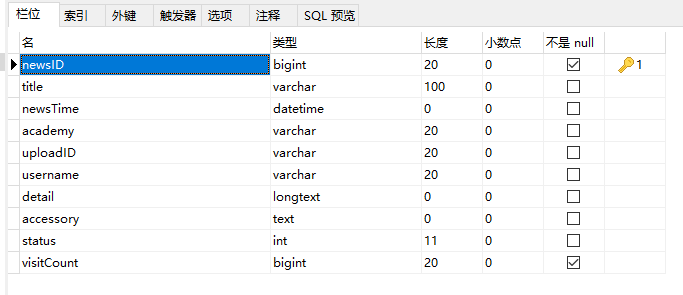 栏位 索引 外键 触发器 选项 注释 SQL 预览
名 类型 长度 小数点 不是 null
newsID bigint 20 0 1
title varchar 100 0
newsTime datetime 0 0
academy varchar 20 0
uploadID varchar 20 0
username varchar 20 0
detail longtext 0 0
accessory text 0 0
status int 11 0
visitCount bigint 20 0